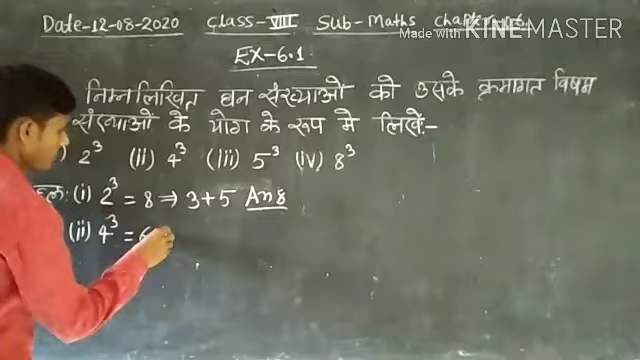 Date-12-08-2020 Class-VIII Sub-Maths Chapter-6
Made with KINEMASTER
EX-6.1
निम्नलिखित घन संख्याओं को उसके क्रमागत विषम
संख्याओं के योग के रूप में लिखें:-
2³ (ii) 4³ (iii) 5³ (iv) 8³
हल: (i) 2³ = 8 ⇒ 3+5 Ans
(ii) 4³ = 6